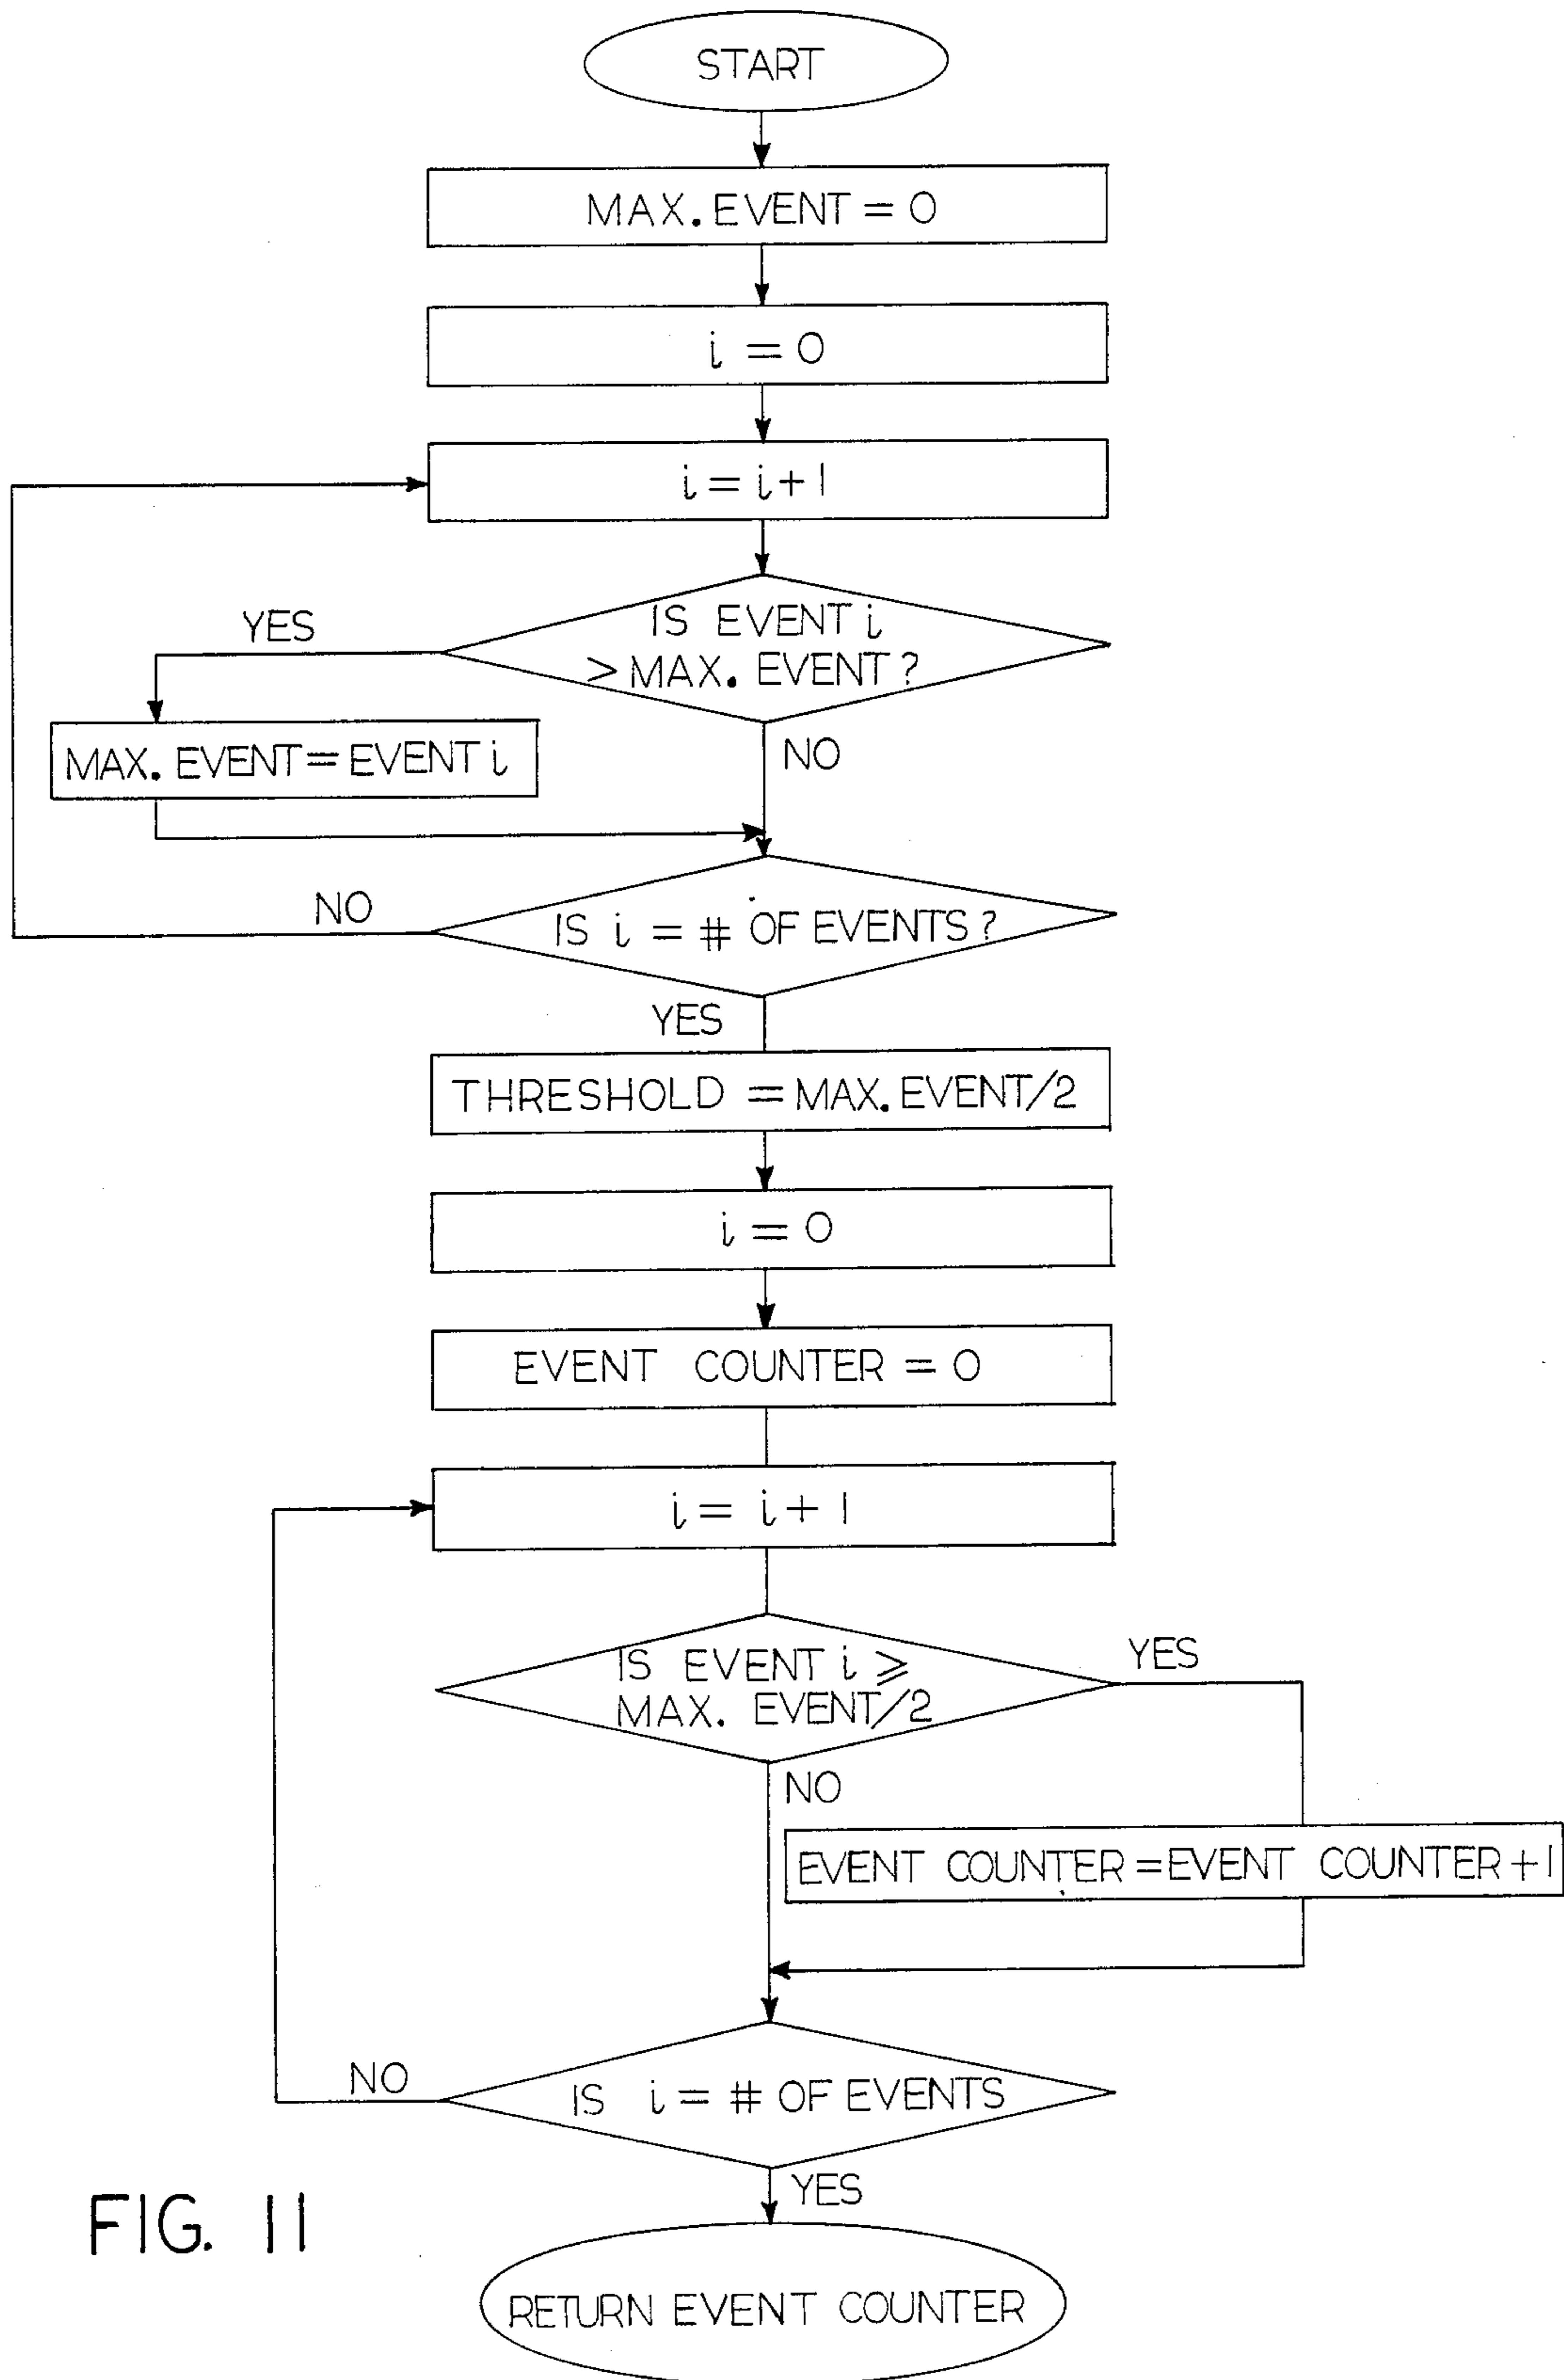 START
MAX. EVENT = 0
i = 0
i = i + 1
IS EVENT i
> MAX. EVENT ?
YES
NO
MAX. EVENT = EVENT i
IS i = # OF EVENTS ?
NO
YES
THRESHOLD = MAX. EVENT/2
i = 0
EVENT COUNTER = 0
i = i + 1
IS EVENT i ⩾
MAX. EVENT/2
YES
NO
EVENT COUNTER = EVENT COUNTER + 1
IS i = # OF EVENTS
NO
YES
RETURN EVENT COUNTER
FIG. 11